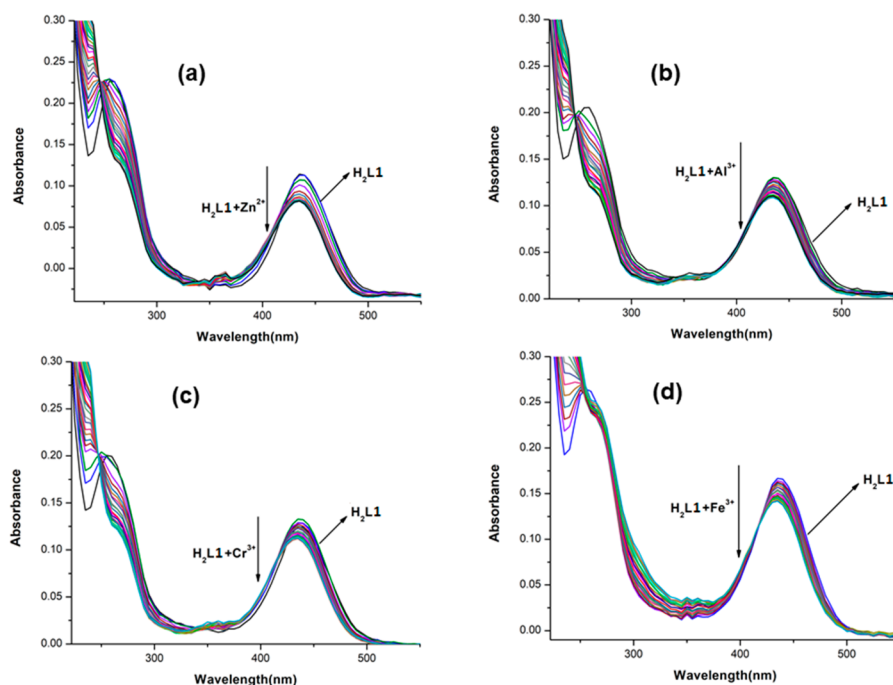 (a)
0.30
0.25
0.20
0.15
0.10
0.05
0.00
Absorbance
H₂L1
H₂L1+Zn²⁺
300
400
500
Wavelength(nm)
(b)
0.30
0.25
0.20
0.15
0.10
0.05
0.00
Absorbance
H₂L1+Al³⁺
H₂L1
300
400
500
Wavelength(nm)
(c)
0.30
0.25
0.20
0.15
0.10
0.05
0.00
Absorbance
H₂L1
H₂L1+Cr³⁺
300
400
500
Wavelength(nm)
(d)
0.30
0.25
0.20
0.15
0.10
0.05
0.00
Absorbance
H₂L1
H₂L1+Fe³⁺
300
400
500
Wavelength(nm)